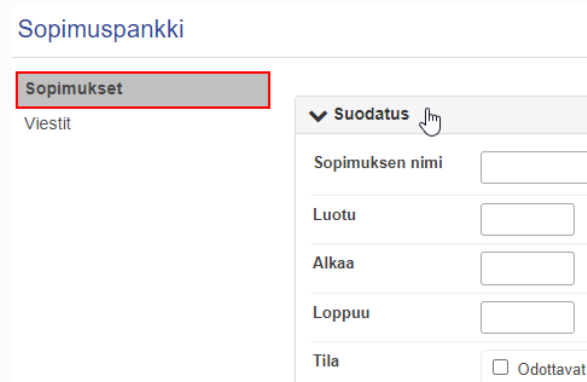 Sopimuspankki
Sopimukset
Viestit
Suodatus
Sopimuksen nimi
Luotu
Alkaa
Loppuu
Tila
Odottavat